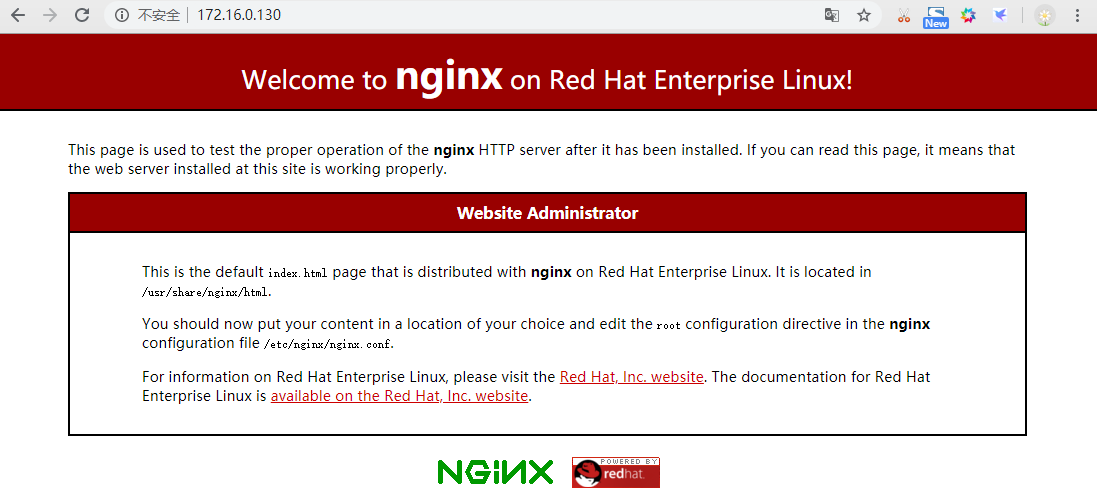 不安全 | 172.16.0.130
New
Welcome to nginx on Red Hat Enterprise Linux!
This page is used to test the proper operation of the nginx HTTP server after it has been installed. If you can read this page, it means that
the web server installed at this site is working properly.
Website Administrator
This is the default index.html page that is distributed with nginx on Red Hat Enterprise Linux. It is located in
/usr/share/nginx/html.
You should now put your content in a location of your choice and edit the root configuration directive in the nginx
configuration file /etc/nginx/nginx.conf.
For information on Red Hat Enterprise Linux, please visit the Red Hat, Inc. website. The documentation for Red Hat
Enterprise Linux is available on the Red Hat, Inc. website.
NGiNX
POWERED BY
redhat.